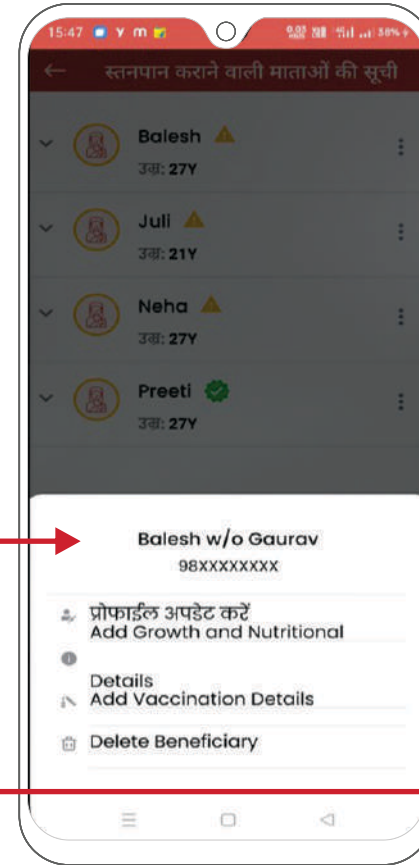 15:47
38%
स्तनपान कराने वाली माताओं की सूची
Balesh
उम्र: 27Y
Juli
उम्र: 21Y
Neha
उम्र: 27Y
Preeti
उम्र: 27Y
Balesh w/o Gaurav
98XXXXXXXX
प्रोफाईल अपडेट करें
Add Growth and Nutritional
Details
Add Vaccination Details
Delete Beneficiary